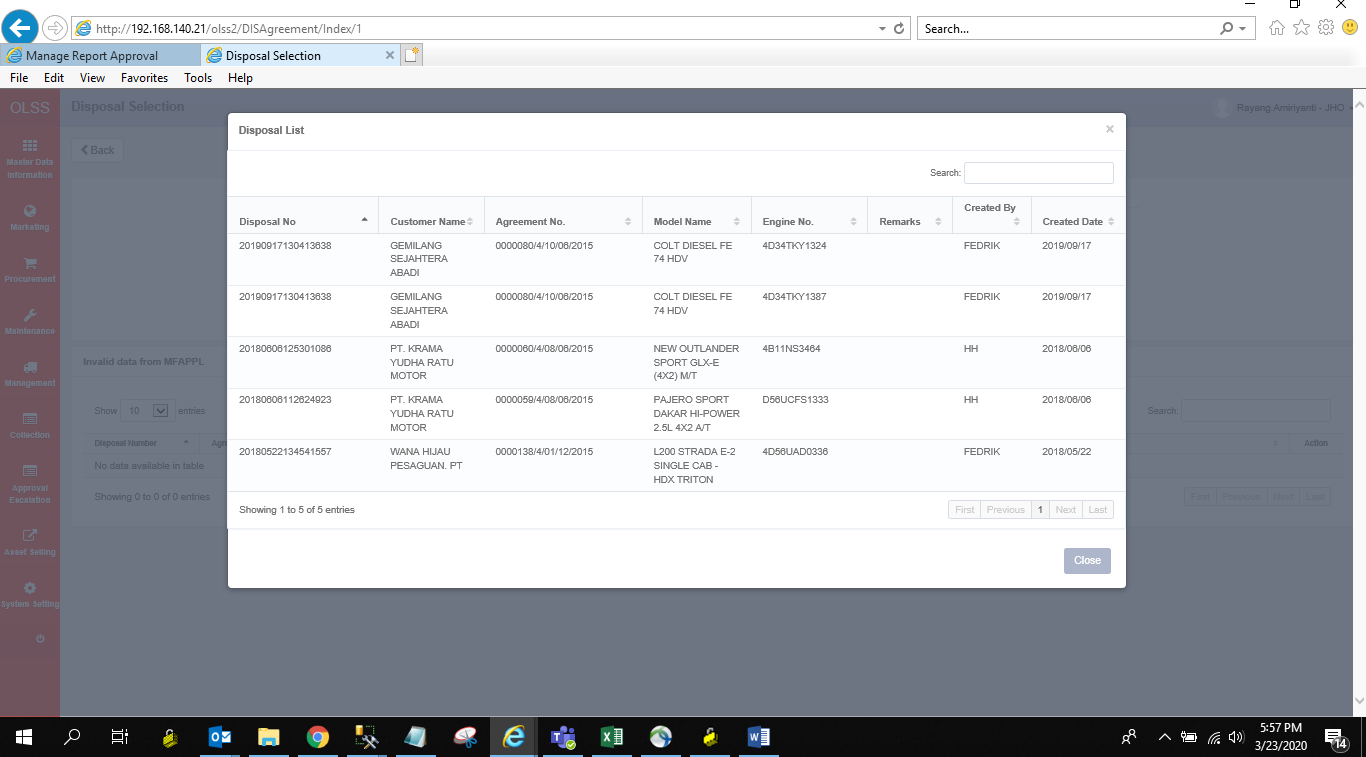 http://192.168.140.21/olss2/DISAgreement/Index/1
Search...
Manage Report Approval
Disposal Selection
File Edit View Favorites Tools Help
OLSS
Disposal Selection
Rayang Amiriyanti - JHO
Back
Master Data
Information
Marketing
Procurement
Maintenance
Management
Collection
Approval
Escalation
Asset Selling
System Setting
Disposal List
×
Search:
Disposal No Customer Name Agreement No. Model Name Engine No. Remarks Created By Created Date
20190917130413638 GEMILANG 0000080/4/10/06/2015 COLT DIESEL FE 4D34TKY1324 FEDRIK 2019/09/17
SEJAHTERA 74 HDV
ABADI
20190917130413638 GEMILANG 0000080/4/10/06/2015 COLT DIESEL FE 4D34TKY1387 FEDRIK 2019/09/17
SEJAHTERA 74 HDV
ABADI
20180606125301086 PT. KRAMA 0000060/4/08/06/2015 NEW OUTLANDER 4B11NS3464 HH 2018/06/06
YUDHA RATU SPORT GLX-E
MOTOR (4X2) M/T
20180606112624923 PT. KRAMA 0000059/4/08/06/2015 PAJERO SPORT D56UCFS1333 HH 2018/06/06
YUDHA RATU DAKAR HI-POWER
MOTOR 2.5L 4X2 A/T
20180522134541557 WANA HIJAU 0000138/4/01/12/2015 L200 STRADA E-2 4D56UAD0336 FEDRIK 2018/05/22
PESAGUAN. PT SINGLE CAB -
HDX TRITON
Showing 1 to 5 of 5 entries
First Previous 1 Next Last
Close
Invalid data from MFAPPL
Show 10 entries
Search:
Disposal Number Agr Action
No data available in table
Showing 0 to 0 of 0 entries
First Previous Next Last
5:57 PM
3/23/2020
14